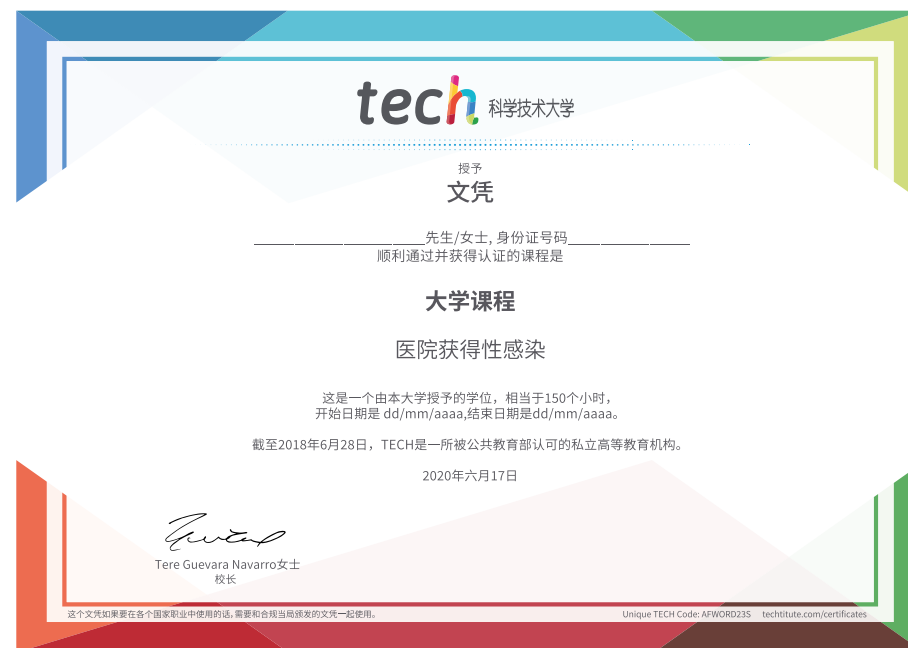 tech 科学技术大学
授予
文凭
______________________先生/女士, 身份证号码________________
顺利通过并获得认证的课程是
大学课程
医院获得性感染
这是一个由本大学授予的学位，相当于150个小时，
开始日期是 dd/mm/aaaa,结束日期是dd/mm/aaaa。
截至2018年6月28日，TECH是一所被公共教育部认可的私立高等教育机构。
2020年六月17日
Tere Guevara Navarro女士
校长
这个文凭如果要在各个国家职业中使用的话,需要和合规当局颁发的文凭一起使用。
Unique TECH Code: AFWORD23S techtitute.com/certificates